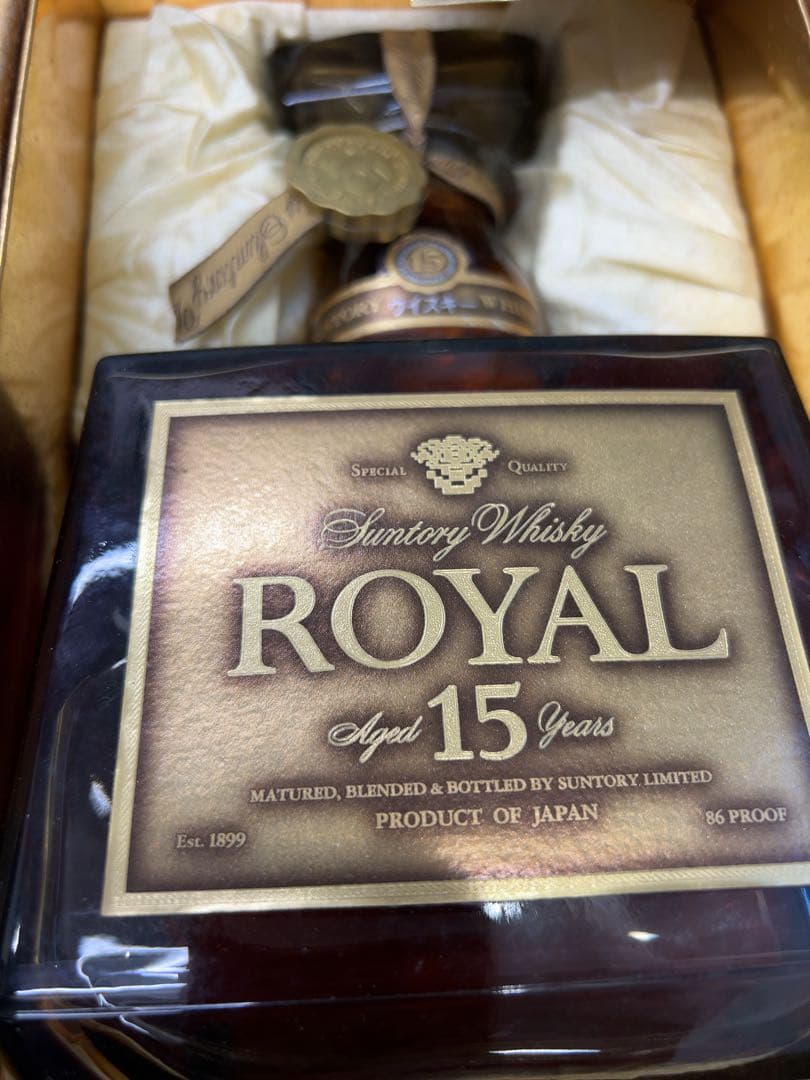 Suntory
15
ウイスキー
SPECIAL QUALITY
Suntory Whisky
ROYAL
Aged 15 Years
MATURED, BLENDED & BOTTLED BY SUNTORY LIMITED
PRODUCT OF JAPAN
Est. 1899
86 PROOF